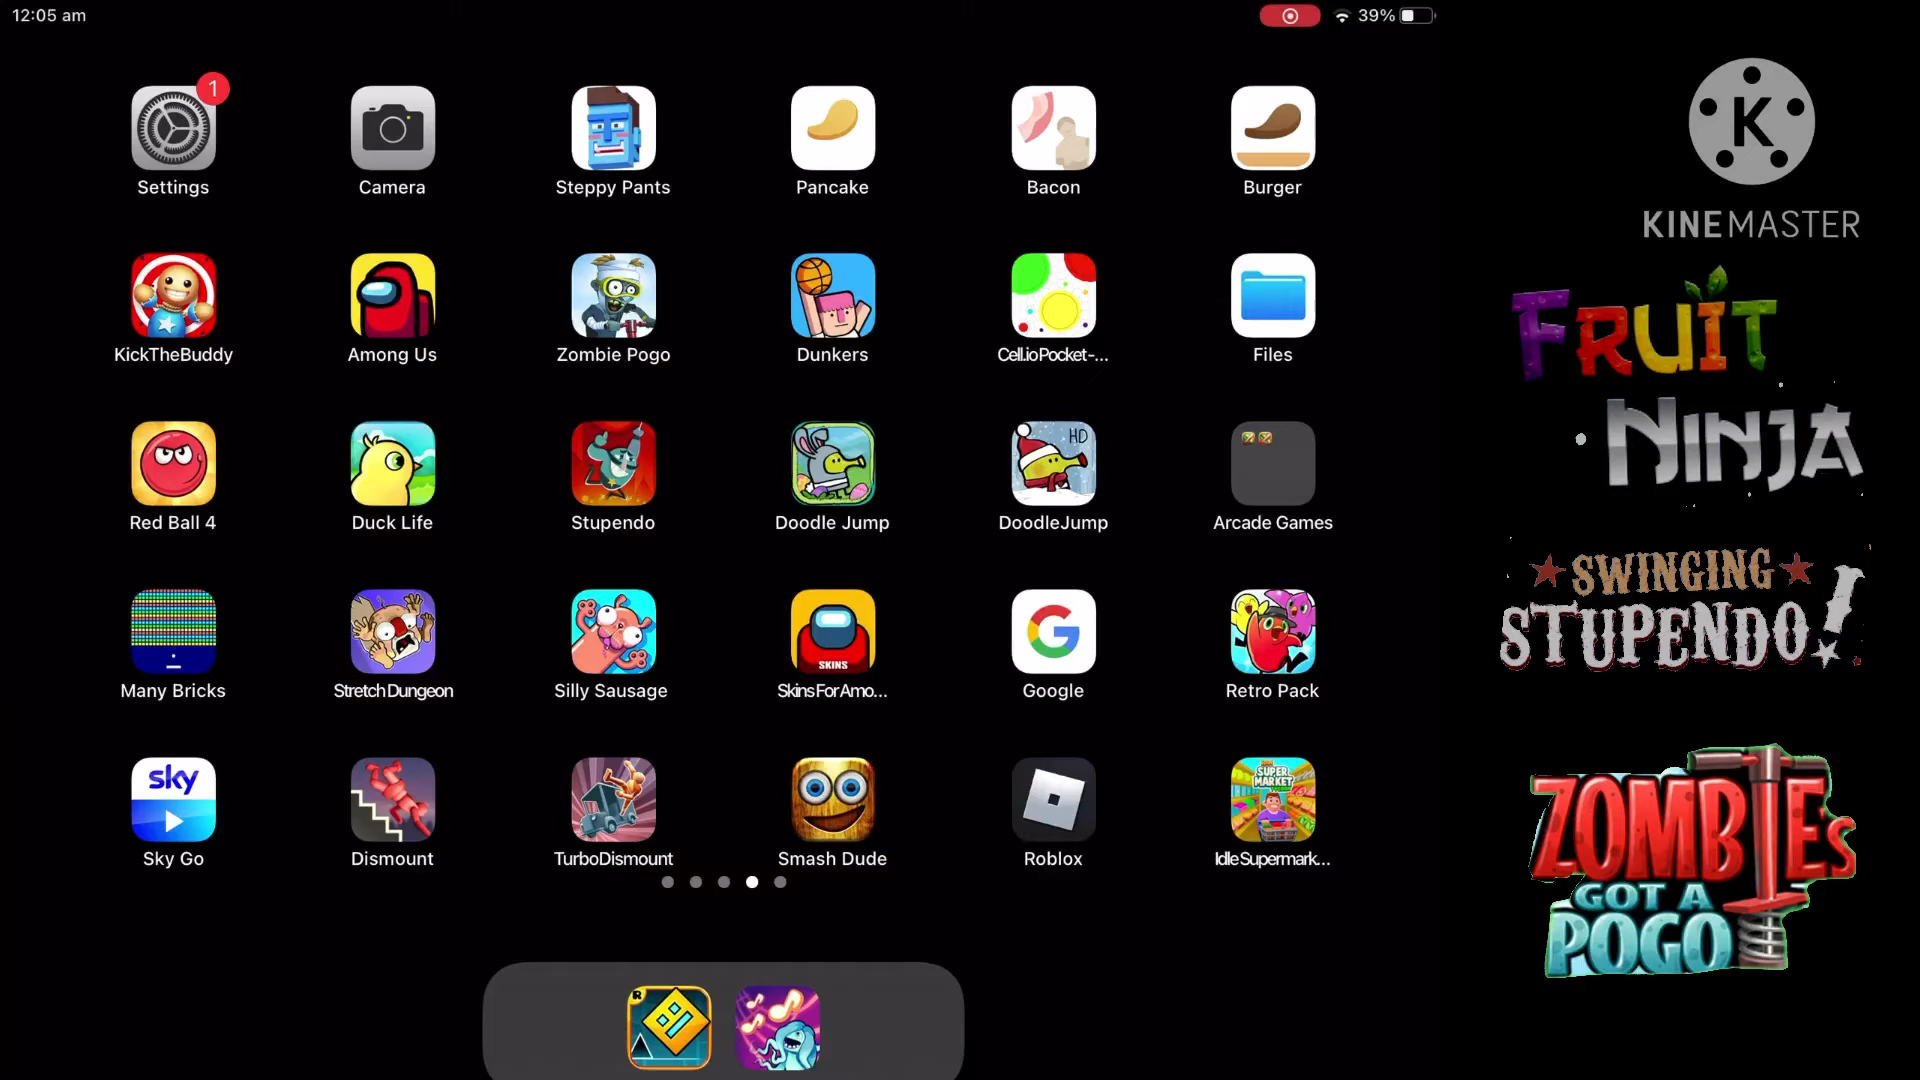 12:05 am
39%
1
Settings
Camera
Steppy Pants
Pancake
Bacon
Burger
KickTheBuddy
Among Us
Zombie Pogo
Dunkers
Cell.ioPocket-...
Files
HD
Red Ball 4
Duck Life
Stupendo
Doodle Jump
DoodleJump
Arcade Games
SKINS
Many Bricks
StretchDungeon
Silly Sausage
SkinsForAmo...
G
Google
Retro Pack
sky
SUPER
MARKET
Sky Go
Dismount
TurboDismount
Smash Dude
Roblox
IdleSupermark...
R
K
KINEMASTER
FRUIT
NINJA
SWINGING
STUPENDO!
ZOMBIEs
GOT A
POGO